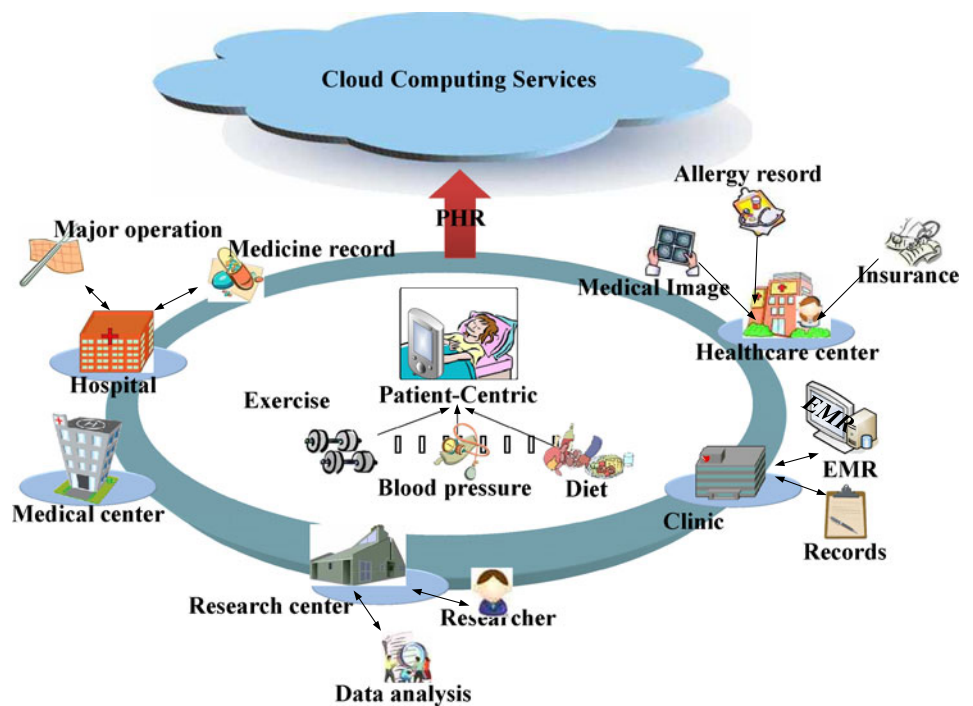 Cloud Computing Services
Allergy resord
PHR
Major operation
Medicine record
Medical Image
Insurance
Hospital
Healthcare center
Patient-Centric
Exercise
EMR
Blood pressure
Diet
EMR
Medical center
Clinic
Records
Research center
Researcher
Data analysis